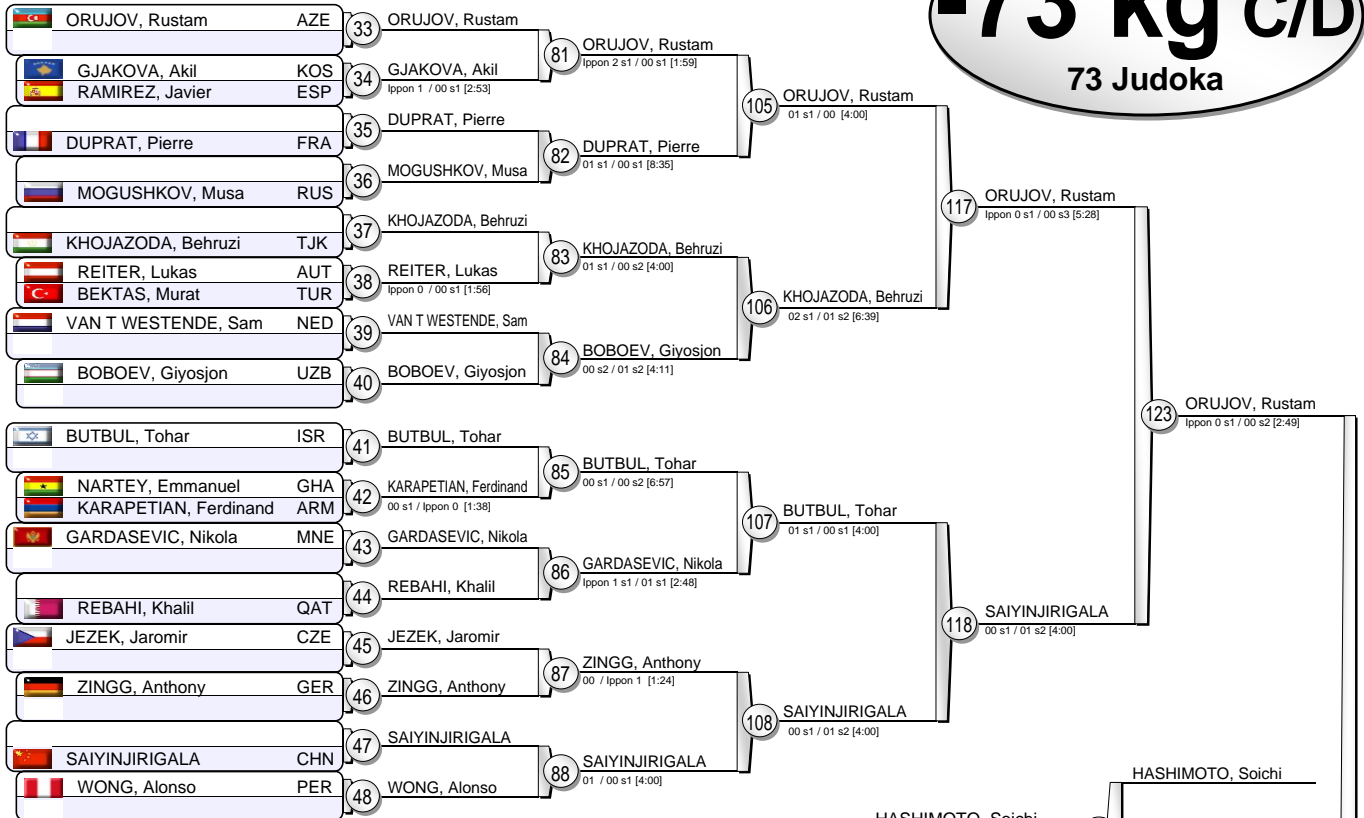 -73 kg C/D
73 Judoka
ORUJOV, Rustam AZE
GJAKOVA, Akil KOS
RAMIREZ, Javier ESP
DUPRAT, Pierre FRA
MOGUSHKOV, Musa RUS
KHOJAZODA, Behruzi TJK
REITER, Lukas AUT
BEKTAS, Murat TUR
VAN T WESTENDE, Sam NED
BOBOEV, Giyosjon UZB
BUTBUL, Tohar ISR
NARTEY, Emmanuel GHA
KARAPETIAN, Ferdinand ARM
GARDASEVIC, Nikola MNE
REBAHI, Khalil QAT
JEZEK, Jaromir CZE
ZINGG, Anthony GER
SAIYINJIRIGALA CHN
WONG, Alonso PER
33 ORUJOV, Rustam
34 GJAKOVA, Akil
Ippon 1 / 00 s1 [2:53]
35 DUPRAT, Pierre
36 MOGUSHKOV, Musa
37 KHOJAZODA, Behruzi
38 REITER, Lukas
Ippon 0 / 00 s1 [1:56]
39 VAN T WESTENDE, Sam
40 BOBOEV, Giyosjon
41 BUTBUL, Tohar
42 KARAPETIAN, Ferdinand
00 s1 / Ippon 0 [1:38]
43 GARDASEVIC, Nikola
44 REBAHI, Khalil
45 JEZEK, Jaromir
46 ZINGG, Anthony
47 SAIYINJIRIGALA
48 WONG, Alonso
81 ORUJOV, Rustam
Ippon 2 s1 / 00 s1 [1:59]
82 DUPRAT, Pierre
01 s1 / 00 s1 [8:35]
83 KHOJAZODA, Behruzi
01 s1 / 00 s2 [4:00]
84 BOBOEV, Giyosjon
00 s2 / 01 s2 [4:11]
85 BUTBUL, Tohar
00 s1 / 00 s2 [6:57]
86 GARDASEVIC, Nikola
Ippon 1 s1 / 01 s1 [2:48]
87 ZINGG, Anthony
00 / Ippon 1 [1:24]
88 SAIYINJIRIGALA
01 / 00 s1 [4:00]
105 ORUJOV, Rustam
01 s1 / 00 [4:00]
106 KHOJAZODA, Behruzi
02 s1 / 01 s2 [6:39]
107 BUTBUL, Tohar
01 s1 / 00 s1 [4:00]
108 SAIYINJIRIGALA
00 s1 / 01 s2 [4:00]
117 ORUJOV, Rustam
Ippon 0 s1 / 00 s3 [5:28]
118 SAIYINJIRIGALA
00 s1 / 01 s2 [4:00]
123 ORUJOV, Rustam
Ippon 0 s1 / 00 s2 [2:49]
HASHIMOTO, Soichi
HASHIMOTO, Soichi